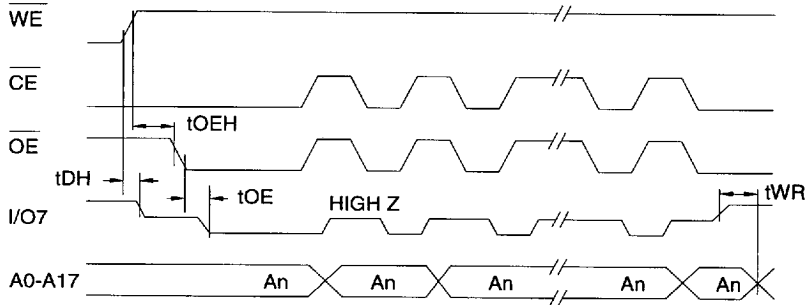 WE
CE
tOEH
OE
tDH
tOE
tWR
I/O7
HIGH Z
A0-A17
An
An
An
An
An